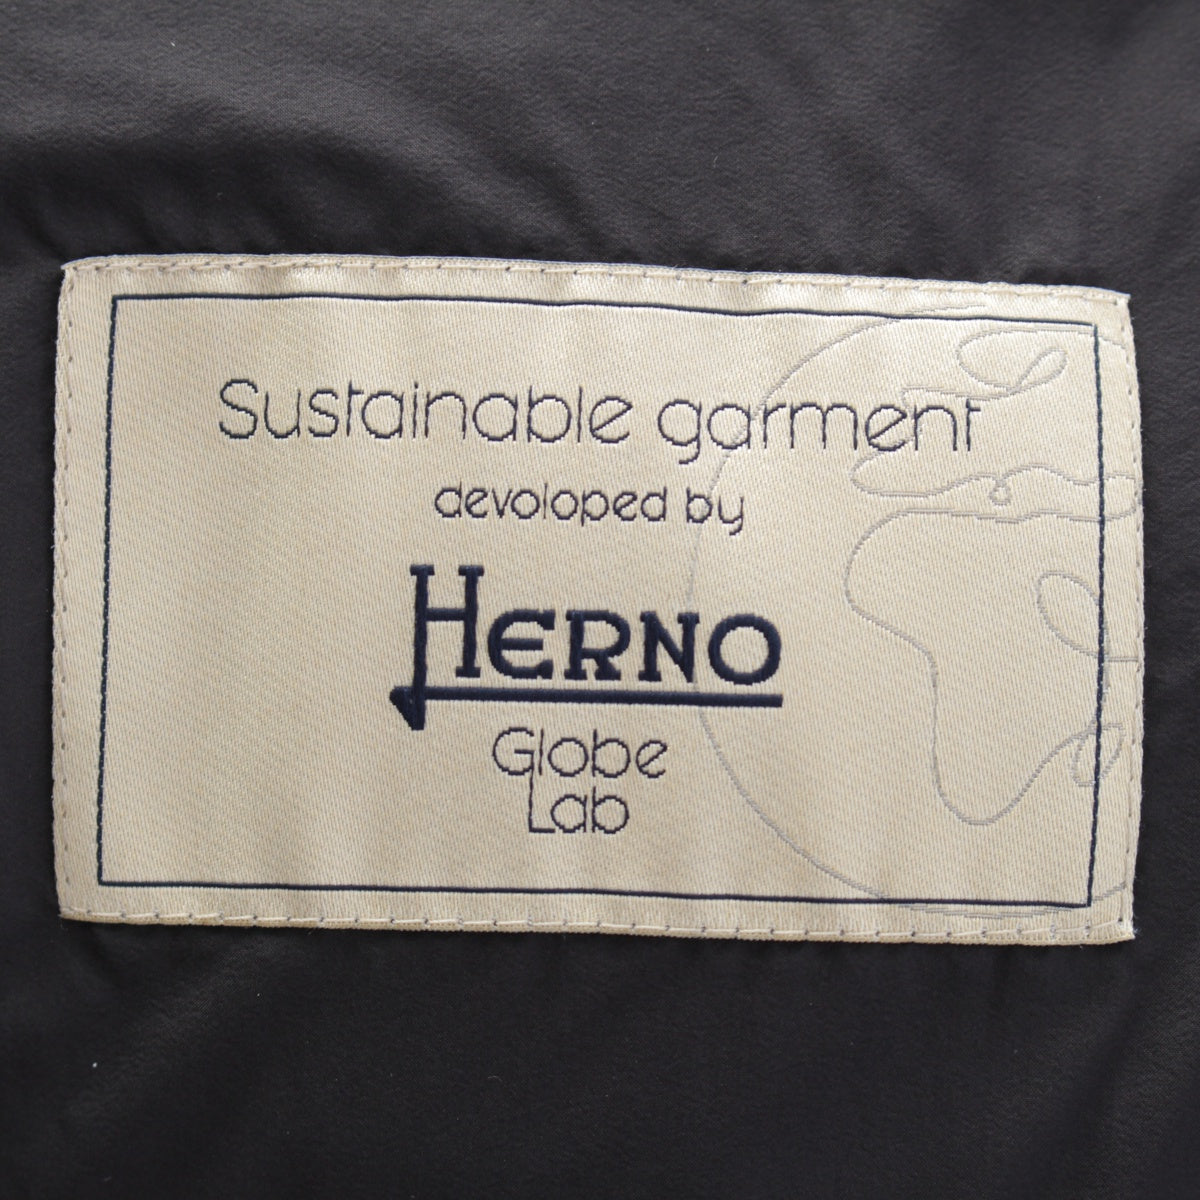 Sustainable garment
devoloped by
HERNO
Globe
Lab